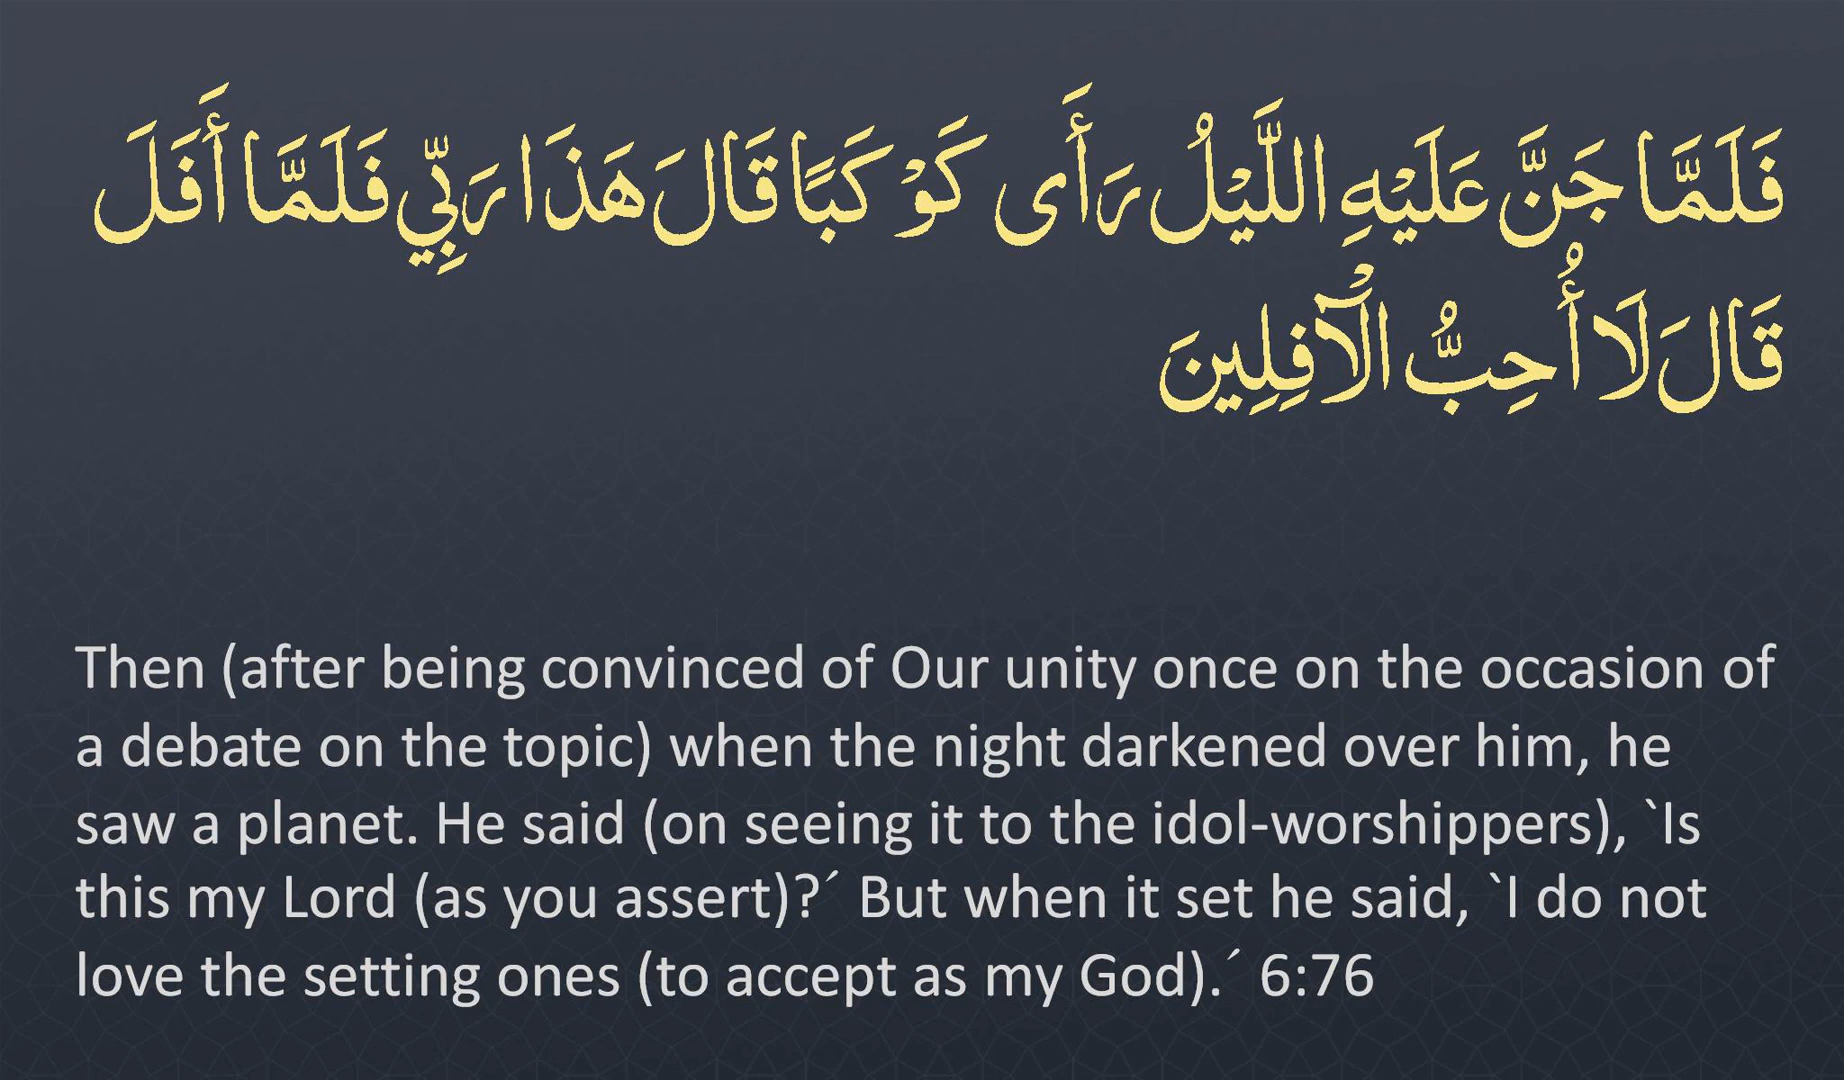 فَلَمَّا جَنَّ عَلَيْهِ اللَّيْلُ رَأَى كَوْكَبًا قَالَ هَذَا رَبِّي فَلَمَّا أَفَلَ
قَالَ لَا أُحِبُّ الْآفِلِينَ
Then (after being convinced of Our unity once on the occasion of
a debate on the topic) when the night darkened over him, he
saw a planet. He said (on seeing it to the idol-worshippers), `Is
this my Lord (as you assert)?´ But when it set he said, `I do not
love the setting ones (to accept as my God).´ 6:76